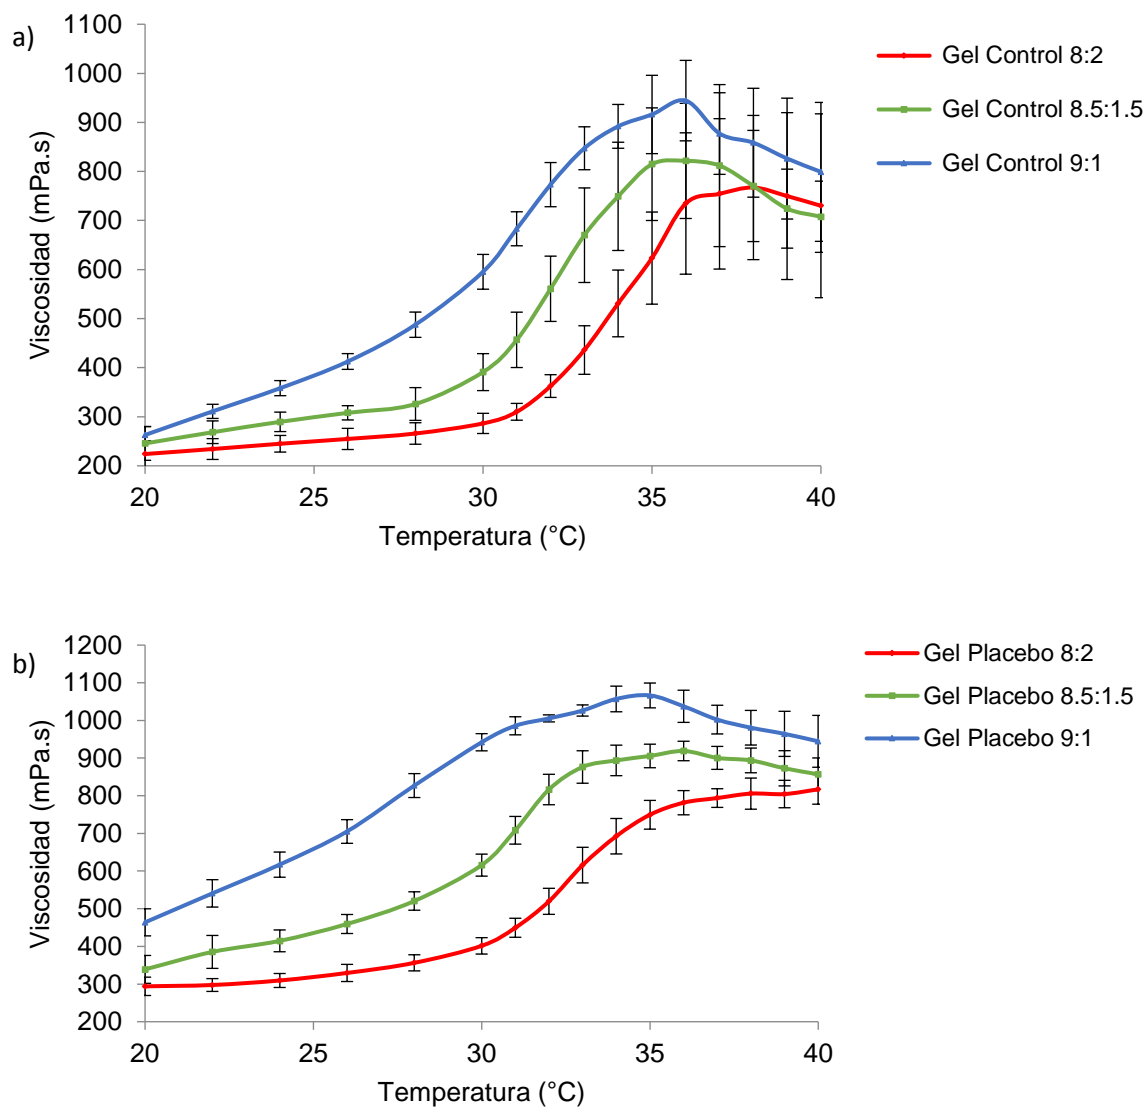 a)
1100
1000
900
800
700
600
500
400
300
200
Viscosidad (mPa.s)
20 25 30 35 40
Temperatura (°C)
Gel Control 8:2
Gel Control 8.5:1.5
Gel Control 9:1
b)
1200
1100
1000
900
800
700
600
500
400
300
200
Viscosidad (mPa.s)
20 25 30 35 40
Temperatura (°C)
Gel Placebo 8:2
Gel Placebo 8.5:1.5
Gel Placebo 9:1